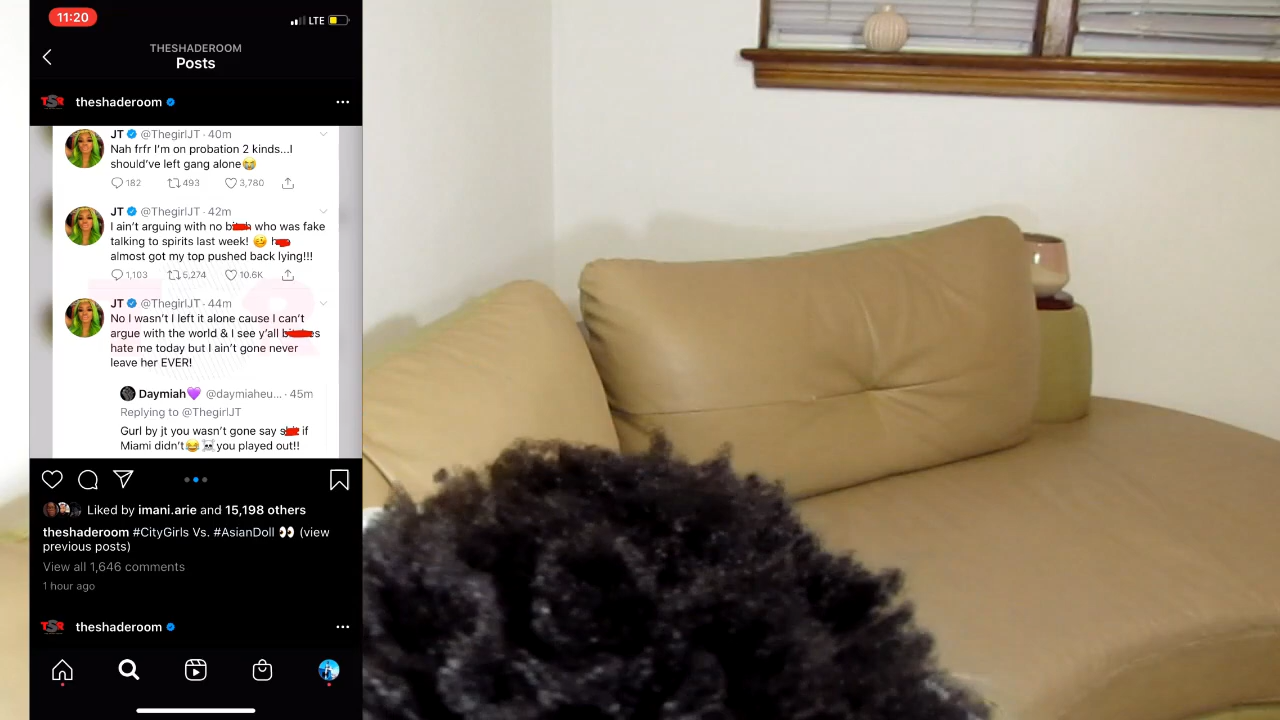 11:20
LTE
THESHADEROOM
Posts
TSR
theshaderoom
JT @ThegirlJT · 40m
Nah frfr I'm on probation 2 kinds...I
should've left gang alone😭
182 493 3,780
JT @ThegirlJT · 42m
I ain't arguing with no bitch who was fake
talking to spirits last week! 🥴
almost got my top pushed back lying!!!
1,103 5,274 10.6K
JT @ThegirlJT · 44m
No I wasn't I left it alone cause I can't
argue with the world & I see y'all
hate me today but I ain't gone never
leave her EVER!
Daymiah💜 @daymiaheu... · 45m
Replying to @ThegirlJT
Gurl by jt you wasn't gone say if
Miami didn't😂☠️you played out!!
Liked by imani.arie and 15,198 others
theshaderoom #CityGirls Vs. #AsianDoll 👀 (view
previous posts)
View all 1,646 comments
1 hour ago
TSR
theshaderoom